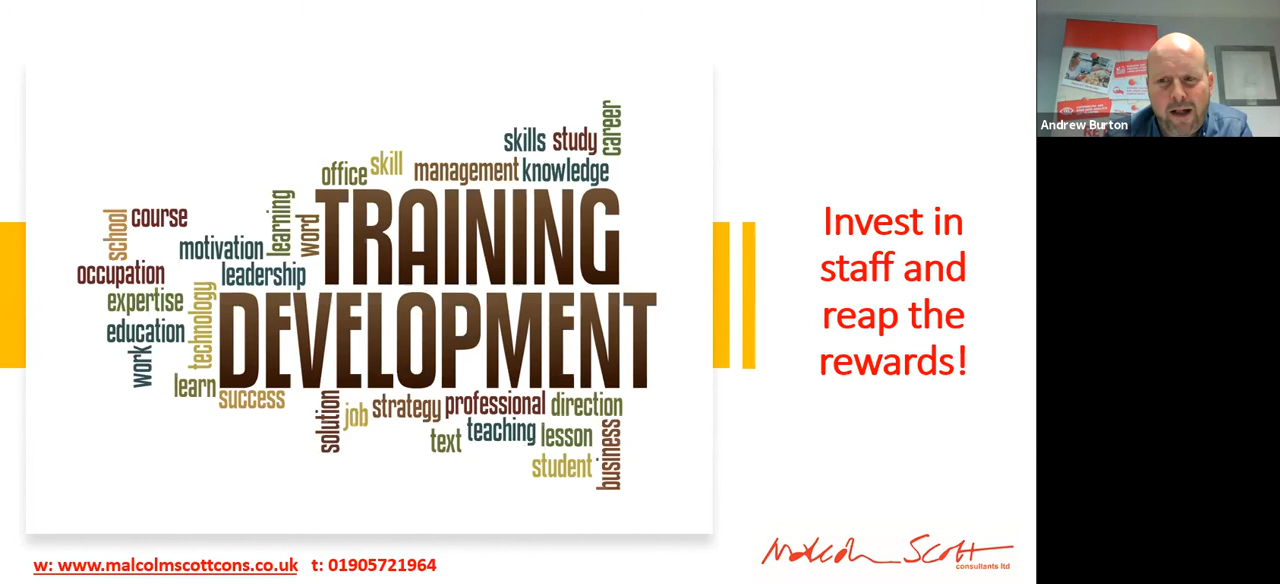 skills study career
office skill management knowledge
TRAINING
school course learning word
motivation
occupation leadership
expertise technology
DEVELOPMENT
education
work
learn success
solution job strategy professional direction
text teaching lesson business
student
Invest in
staff and
reap the
rewards!
w: www.malcolmscottcons.co.uk t: 01905721964
Malcolm Scott
consultants ltd
Andrew Burton